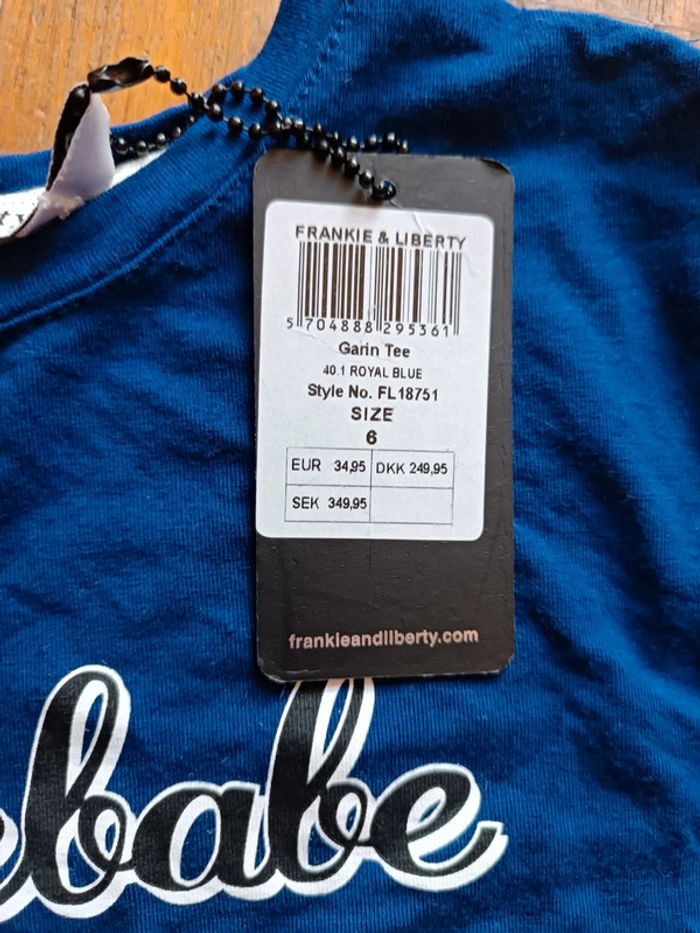 FRANKIE & LIBERTY
5 704888 295361
Garin Tee
40.1 ROYAL BLUE
Style No. FL18751
SIZE
6
EUR 34,95 DKK 249,95
SEK 349,95
frankieandliberty.com
babe